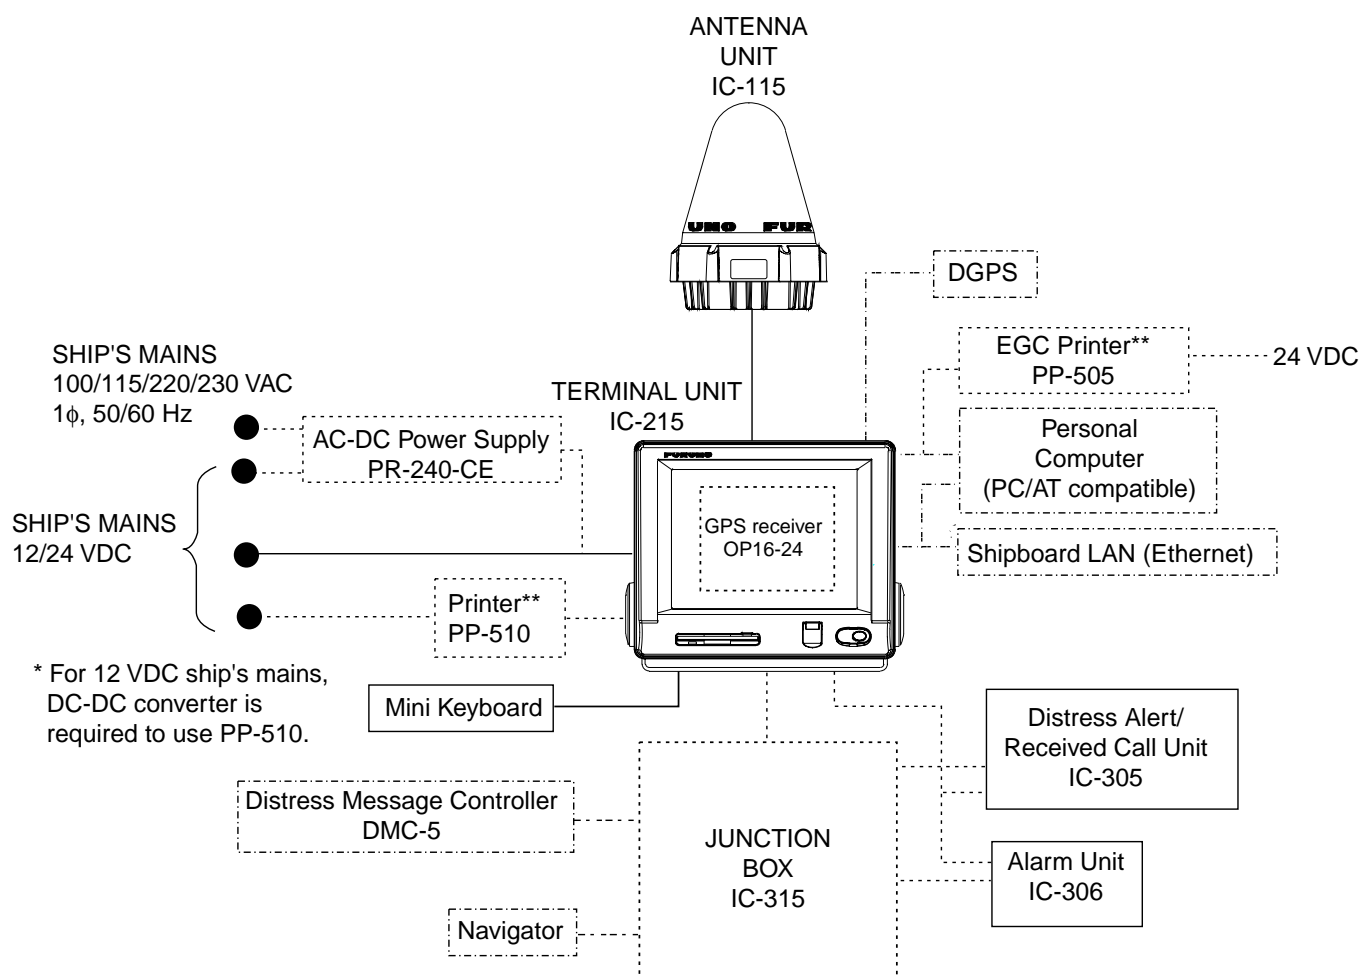 ANTENNA
UNIT
IC-115
UNO FUR
DGPS
EGC Printer**
PP-505
24 VDC
SHIP'S MAINS
100/115/220/230 VAC
1φ, 50/60 Hz
TERMINAL UNIT
IC-215
AC-DC Power Supply
PR-240-CE
Personal
Computer
(PC/AT compatible)
FURUNO
GPS receiver
OP16-24
SHIP'S MAINS
12/24 VDC
Shipboard LAN (Ethernet)
Printer**
PP-510
* For 12 VDC ship's mains,
DC-DC converter is
required to use PP-510.
Mini Keyboard
Distress Alert/
Received Call Unit
IC-305
Distress Message Controller
DMC-5
JUNCTION
BOX
IC-315
Alarm Unit
IC-306
Navigator